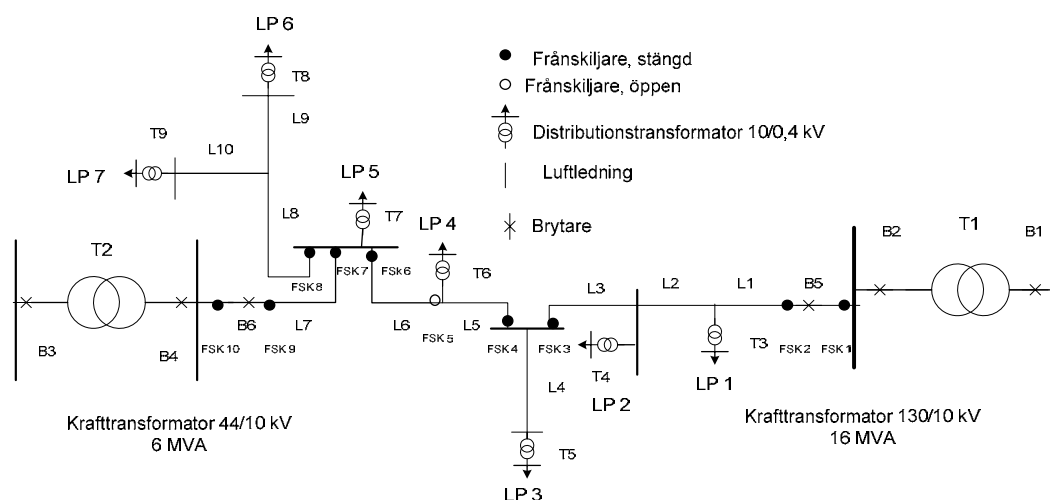 LP 6
T8
L9
T9
L10
LP 7
L8
LP 5
T7
LP 4
T6
Frånskiljare, stängd
Frånskiljare, öppen
Distributionstransformator 10/0,4 kV
Luftledning
Brytare
T2
B3
B4
FSK10
B6
FSK9
L7
FSK8
FSK7
FSk6
L6
FSK5
L5
FSK4
FSK3
L3
L2
L1
B5
B2
T1
B1
L4
T4
LP 2
T3
LP 1
FSK2
FSK1
T5
LP 3
Krafttransformator 44/10 kV
6 MVA
Krafttransformator 130/10 kV
16 MVA